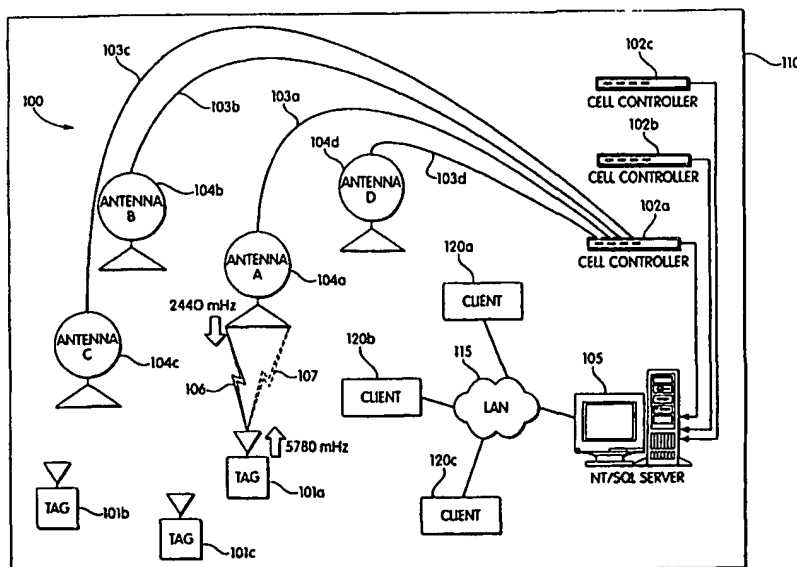 103c
102c
110
CELL CONTROLLER
103b
103a
100
104d
102b
103d
CELL CONTROLLER
ANTENNA
D
102a
104b
ANTENNA
B
CELL CONTROLLER
ANTENNA
A
104a
120a
CLIENT
2440 mHz
120b
115
105
ANTENNA
C
104c
106
107
CLIENT
LAN
5780 mHz
120c
NT/SQL SERVER
TAG
101a
CLIENT
TAG
101b
TAG
101c